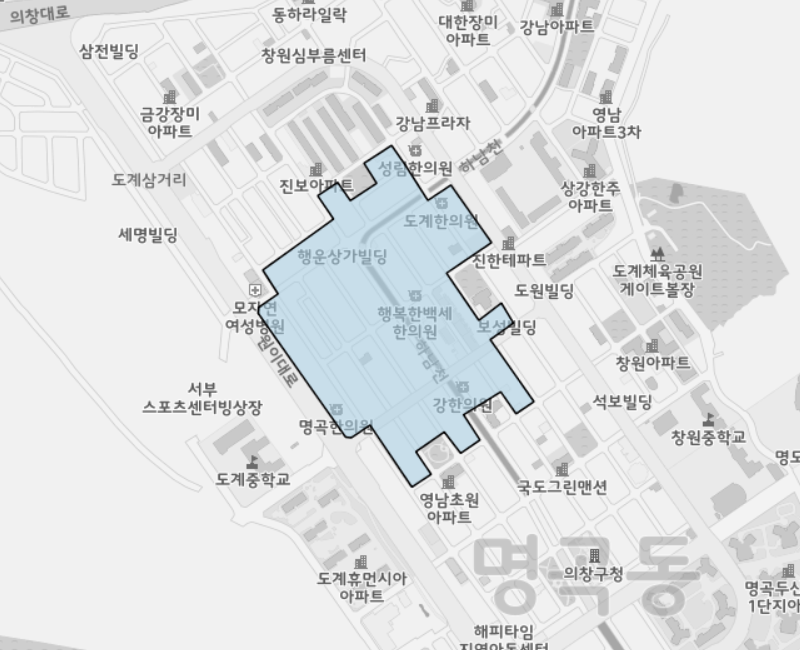 의창대로
동하라일락
대한장미
아파트
강남아파트
삼전빌딩
창원심부름센터
금강장미
아파트
강남프라자
영남
아파트3차
성림한의원
하남천
도계삼거리
진보아파트
상강한주
아파트
도계한의원
세명빌딩
행운상가빌딩
진한테파트
도계체육공원
게이트볼장
도원빌딩
모자연
여성병원
행복한백세
한의원
보성빌딩
원이대로
하남천
창원아파트
서부
스포츠센터빙상장
강한의원
석보빌딩
명곡한의원
창원중학교
도계중학교
국도그린맨션
영남초원
아파트
명곡동
의창구청
도계휴먼시아
아파트
명곡두산
1단지아
해피타임
지역아동센터